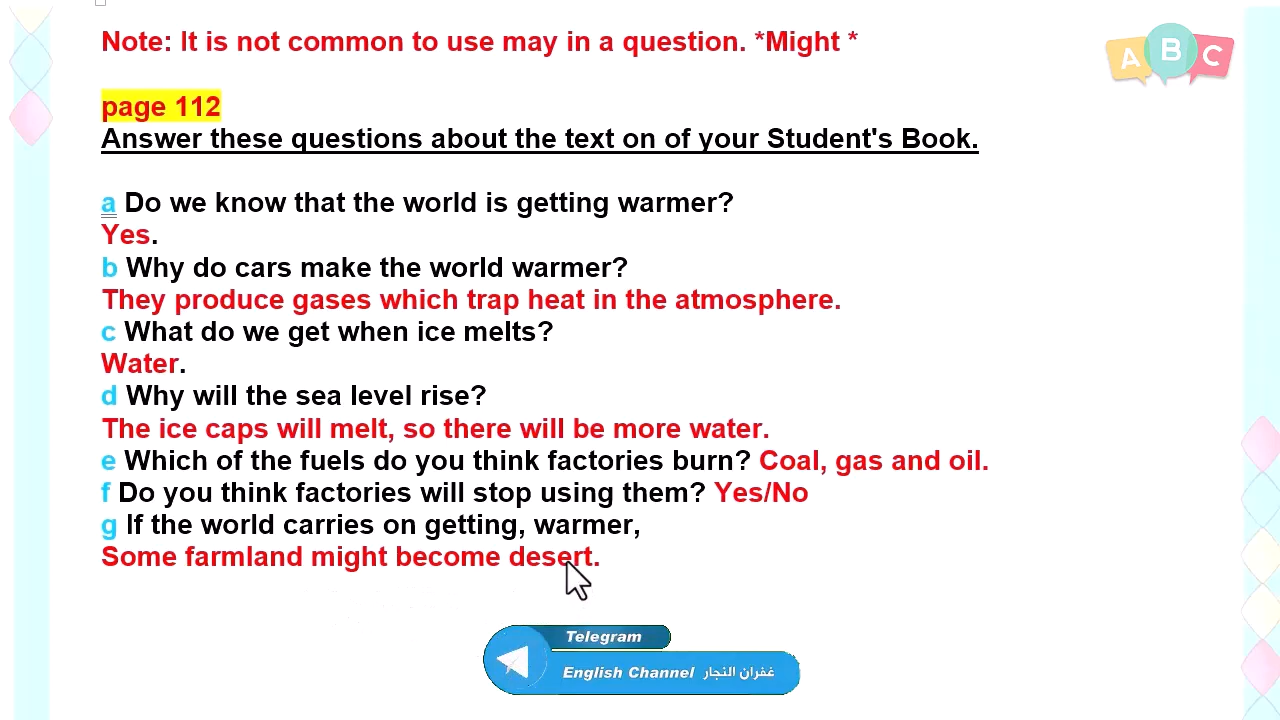 Note: It is not common to use may in a question. *Might *
A B C
page 112
Answer these questions about the text on of your Student's Book.
a Do we know that the world is getting warmer?
Yes.
b Why do cars make the world warmer?
They produce gases which trap heat in the atmosphere.
c What do we get when ice melts?
Water.
d Why will the sea level rise?
The ice caps will melt, so there will be more water.
e Which of the fuels do you think factories burn? Coal, gas and oil.
f Do you think factories will stop using them? Yes/No
g If the world carries on getting, warmer,
Some farmland might become desert.
Telegram
English Channel غفران النجار